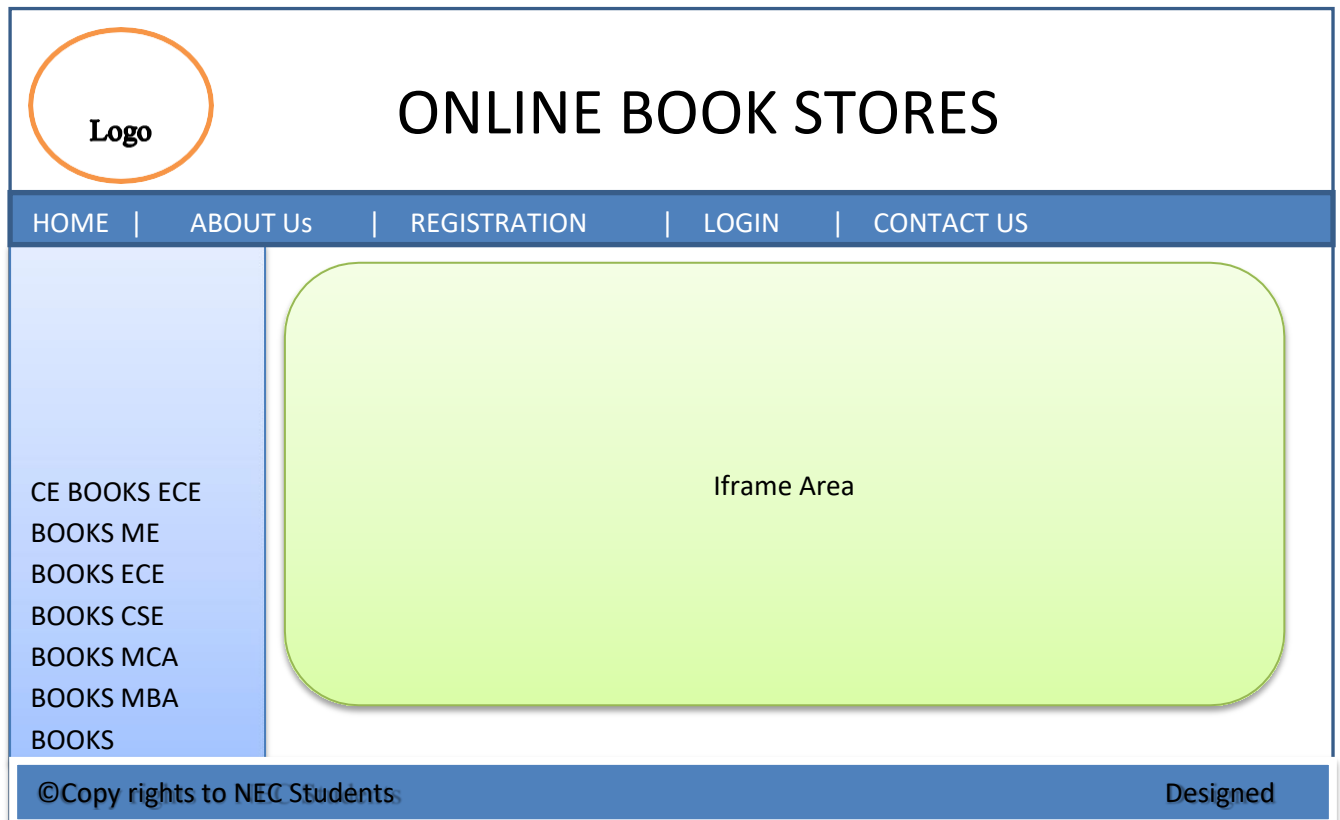 Logo
ONLINE BOOK STORES
HOME | ABOUT Us | REGISTRATION | LOGIN | CONTACT US
CE BOOKS ECE
BOOKS ME
BOOKS ECE
BOOKS CSE
BOOKS MCA
BOOKS MBA
BOOKS
Iframe Area
©Copy rights to NEC Students Designed